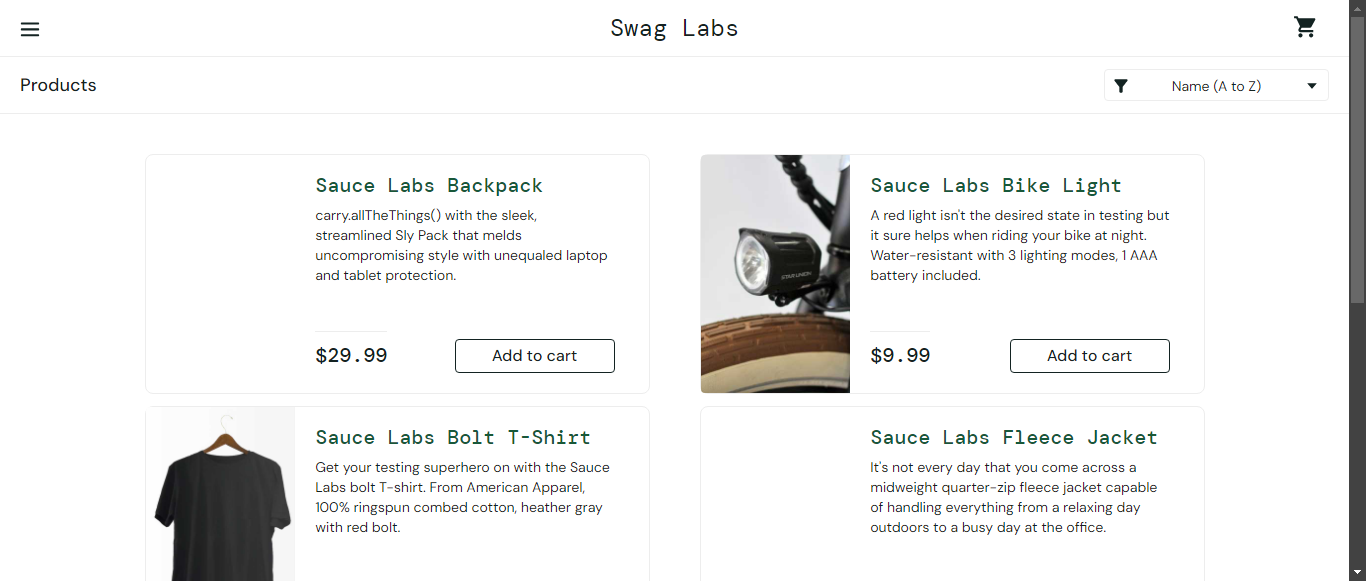 Swag Labs
Products
Name (A to Z)
Sauce Labs Backpack
carry.allTheThings() with the sleek,
streamlined Sly Pack that melds
uncompromising style with unequaled laptop
and tablet protection.
$29.99
Add to cart
Sauce Labs Bike Light
A red light isn't the desired state in testing but
it sure helps when riding your bike at night.
Water-resistant with 3 lighting modes, 1 AAA
battery included.
STAR UNION
$9.99
Add to cart
Sauce Labs Bolt T-Shirt
Get your testing superhero on with the Sauce
Labs bolt T-shirt. From American Apparel,
100% ringspun combed cotton, heather gray
with red bolt.
Sauce Labs Fleece Jacket
It's not every day that you come across a
midweight quarter-zip fleece jacket capable
of handling everything from a relaxing day
outdoors to a busy day at the office.